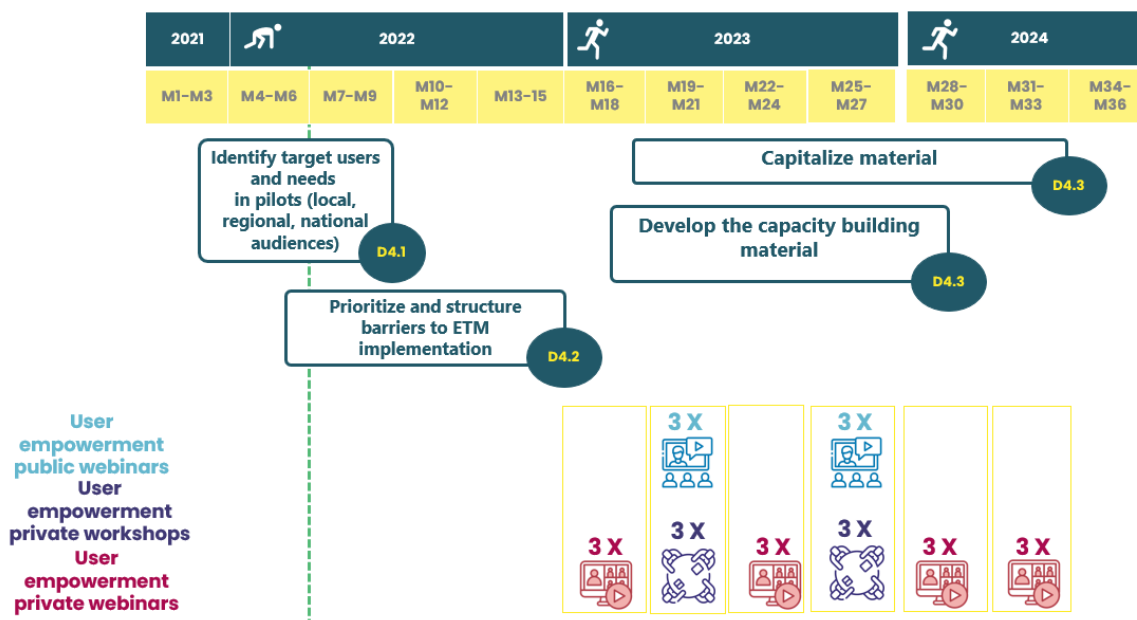 2021
2022
2023
2024
M1-M3
M4-M6
M7-M9
M10-
M12
M13-15
M16-
M18
M19-
M21
M22-
M24
M25-
M27
M28-
M30
M31-
M33
M34-
M36
Identify target users
and needs
in pilots (local,
regional, national
audiences)
D4.1
Capitalize material
D4.3
Develop the capacity building
material
D4.3
Prioritize and structure
barriers to ETM
implementation
D4.2
User
empowerment
public webinars
3 X
3 X
User
empowerment
private workshops
3 X
3 X
User
empowerment
private webinars
3 X
3 X
3 X
3 X